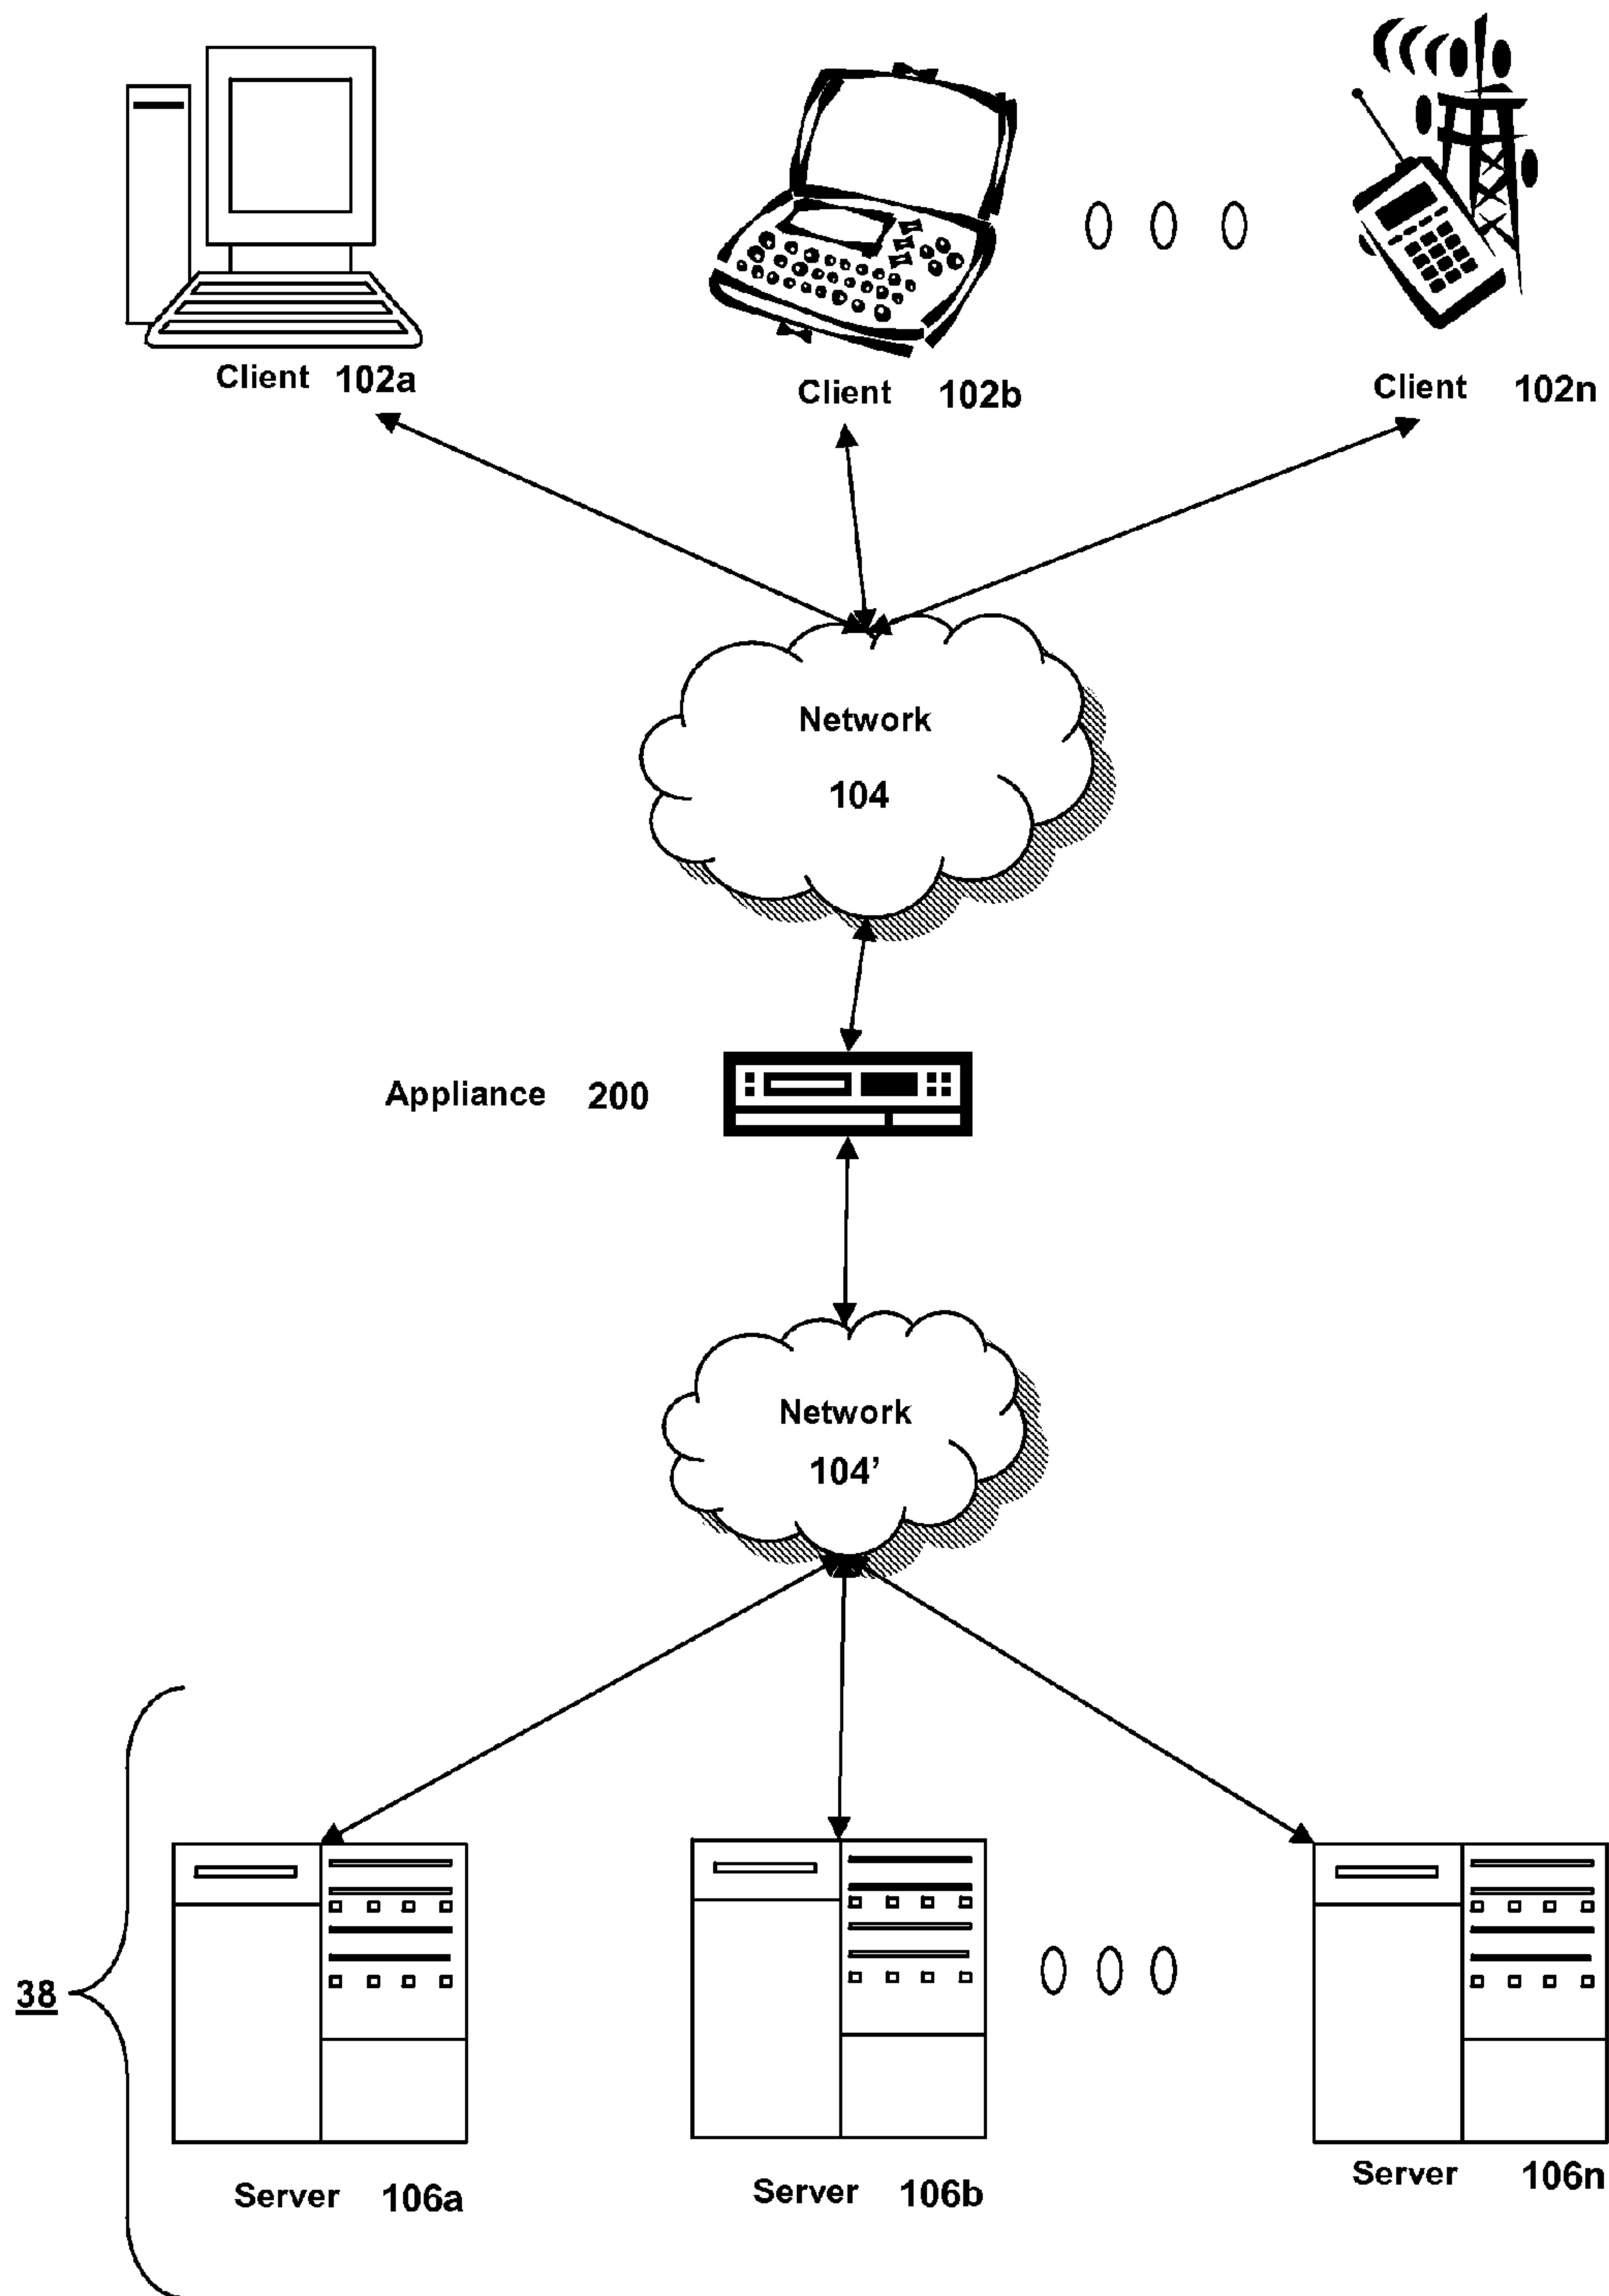 Client 102a
Client 102b
Client 102n
Network
104
Appliance 200
Network
104’
38
Server 106a
Server 106b
Server 106n